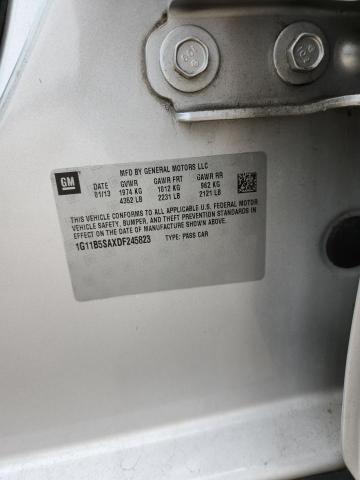 GM
MFD BY GENERAL MOTORS LLC
DATE GVWR GAWR FRT GAWR RR
01/13 1974 KG 1012 KG 962 KG
4352 LB 2231 LB 2121 LB
THIS VEHICLE CONFORMS TO ALL APPLICABLE U.S. FEDERAL MOTOR
VEHICLE SAFETY, BUMPER, AND THEFT PREVENTION STANDARDS IN
EFFECT ON THE DATE OF MANUFACTURE SHOWN ABOVE.
1G11B5SAXDF245823
TYPE: PASS CAR